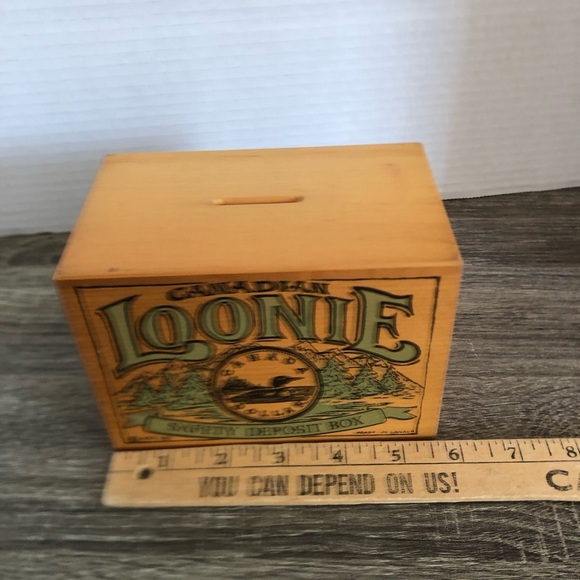 CANADIAN
LOONIE
CANADA
DOLLAR
SAFETY DEPOSIT BOX
1 2 3 4 5 6 7 8
YOU CAN DEPEND ON US!